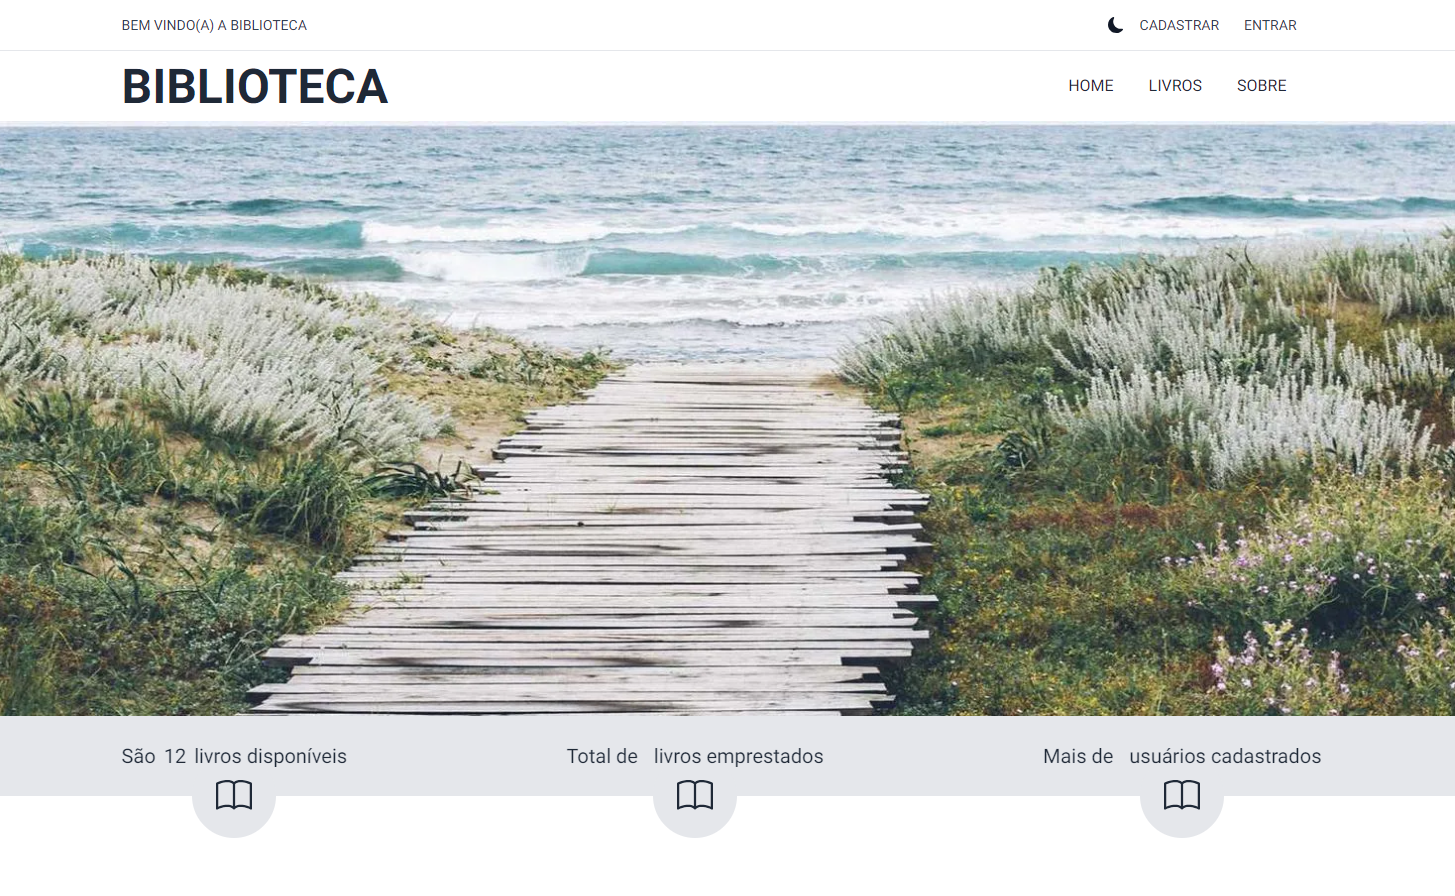 BEM VINDO(A) A BIBLIOTECA
CADASTRAR ENTRAR
BIBLIOTECA
HOME LIVROS SOBRE
São 12 livros disponíveis
Total de livros emprestados
Mais de usuários cadastrados